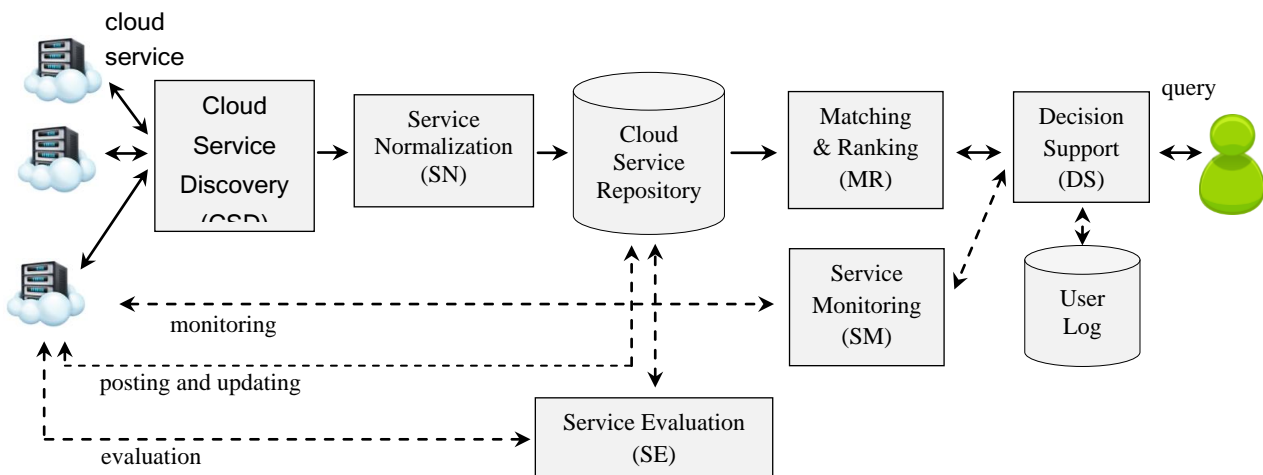 cloud
service
Cloud
Service
Discovery
(CSD)
Service
Normalization
(SN)
Cloud
Service
Repository
Matching
& Ranking
(MR)
Decision
Support
(DS)
query
Service
Monitoring
(SM)
User
Log
monitoring
posting and updating
Service Evaluation
(SE)
evaluation